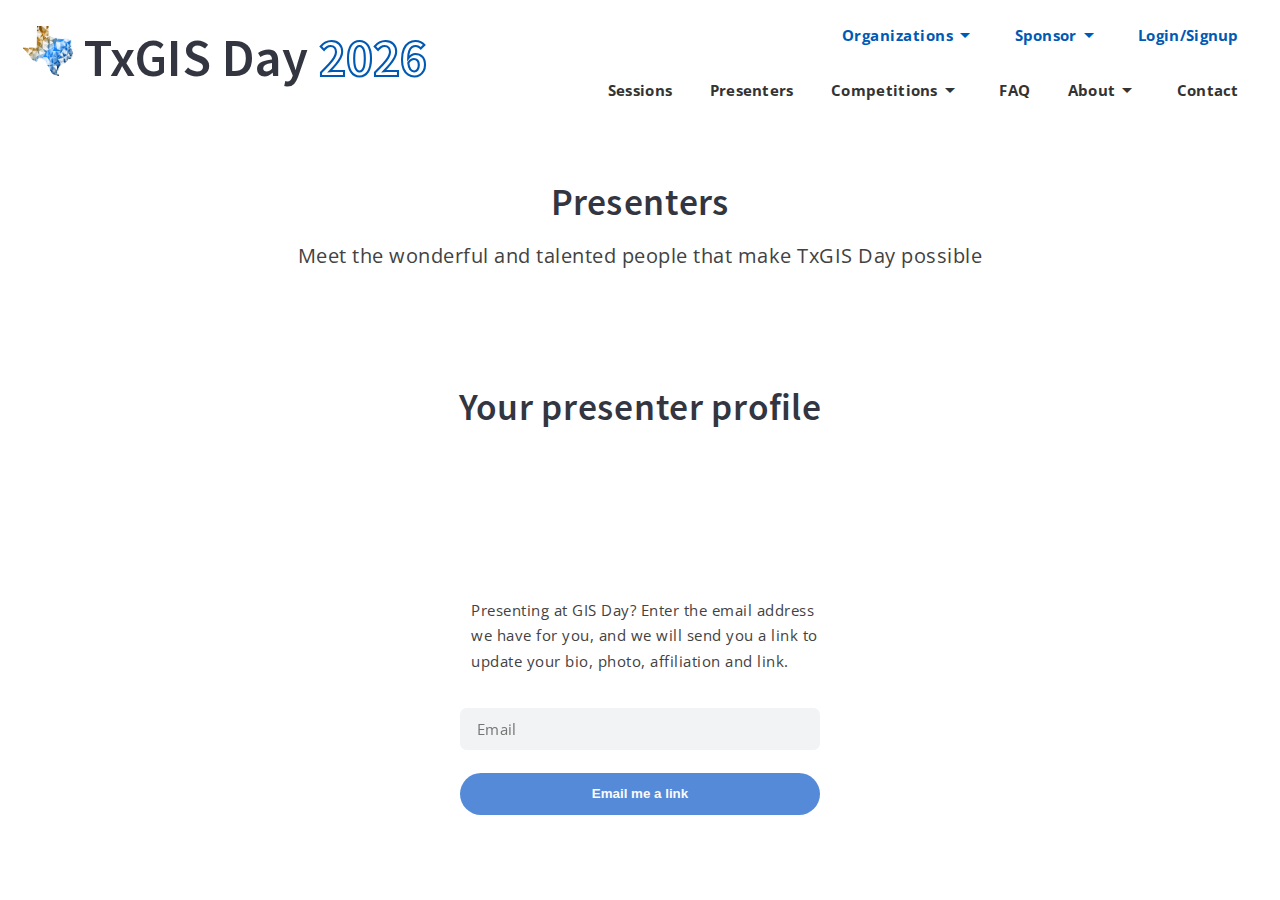 TxGIS Day 2026
Organizations
Sponsor
Login/Signup
Sessions
Presenters
Competitions
FAQ
About
Contact
Presenters
Meet the wonderful and talented people that make TxGIS Day possible
Your presenter profile
Presenting at GIS Day? Enter the email address
we have for you, and we will send you a link to
update your bio, photo, affiliation and link.
Email
Email me a link